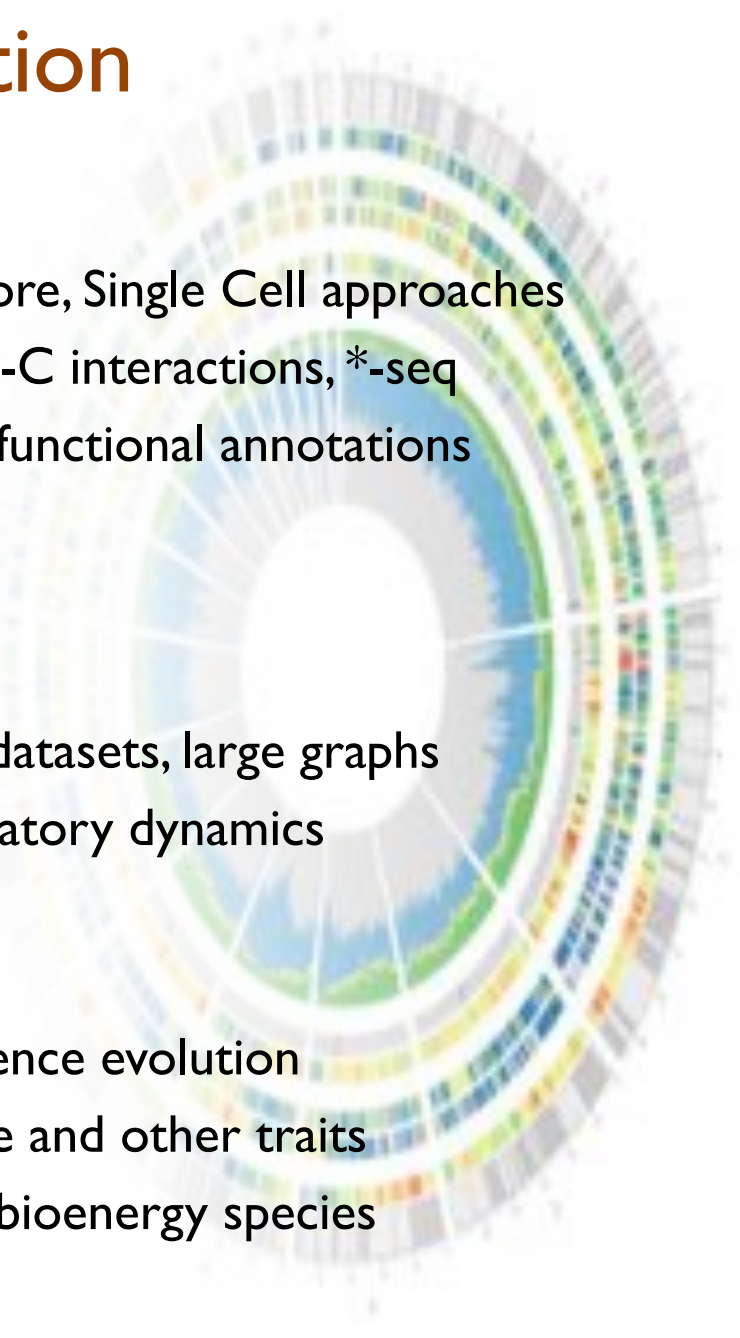 tion
ore, Single Cell approaches
-C interactions, *-seq
functional annotations
datasets, large graphs
atory dynamics
ence evolution
e and other traits
bioenergy species